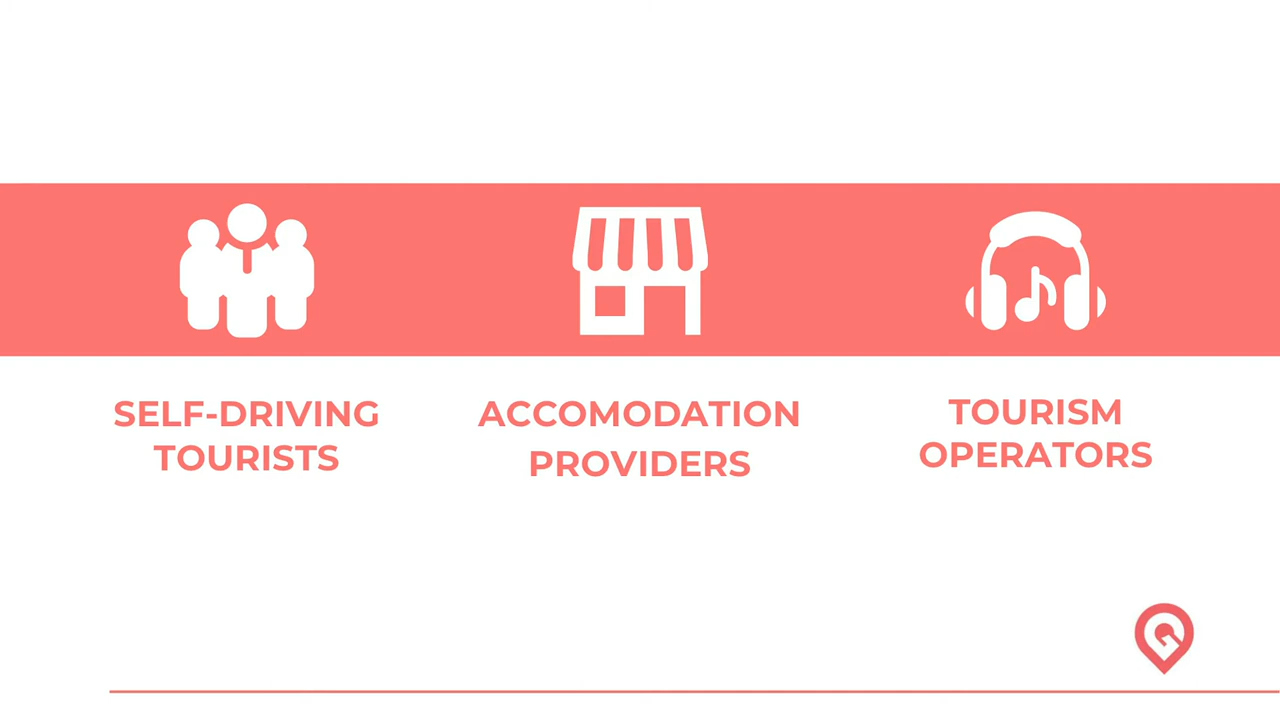 SELF-DRIVING
TOURISTS
ACCOMODATION
PROVIDERS
TOURISM
OPERATORS